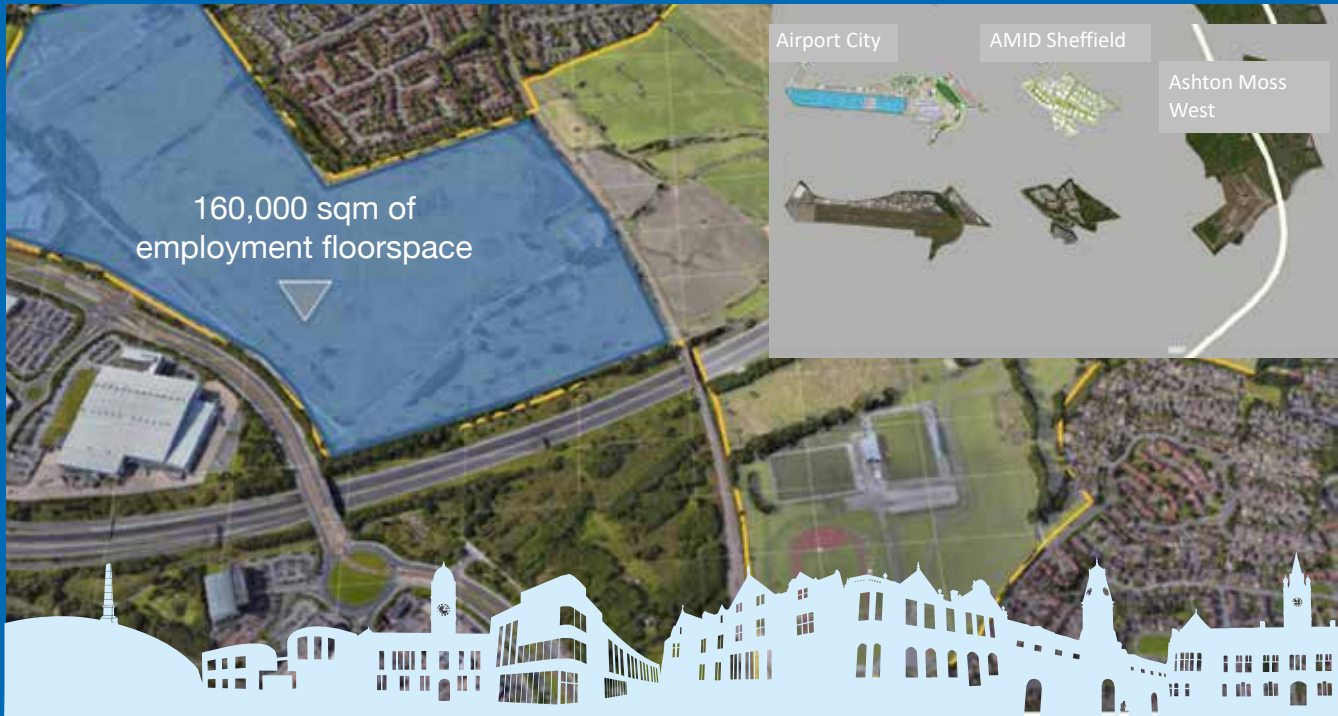 Airport City
AMID Sheffield
Ashton Moss
West
160,000 sqm of
employment floorspace